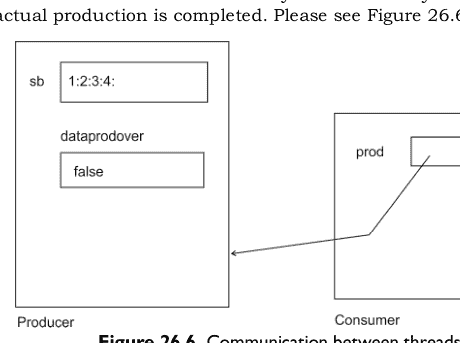 actual production is completed. Please see Figure 26.6
sb 1:2:3:4:
dataprodover
false
prod
Producer
Consumer
Figure 26.6 Communication between threads